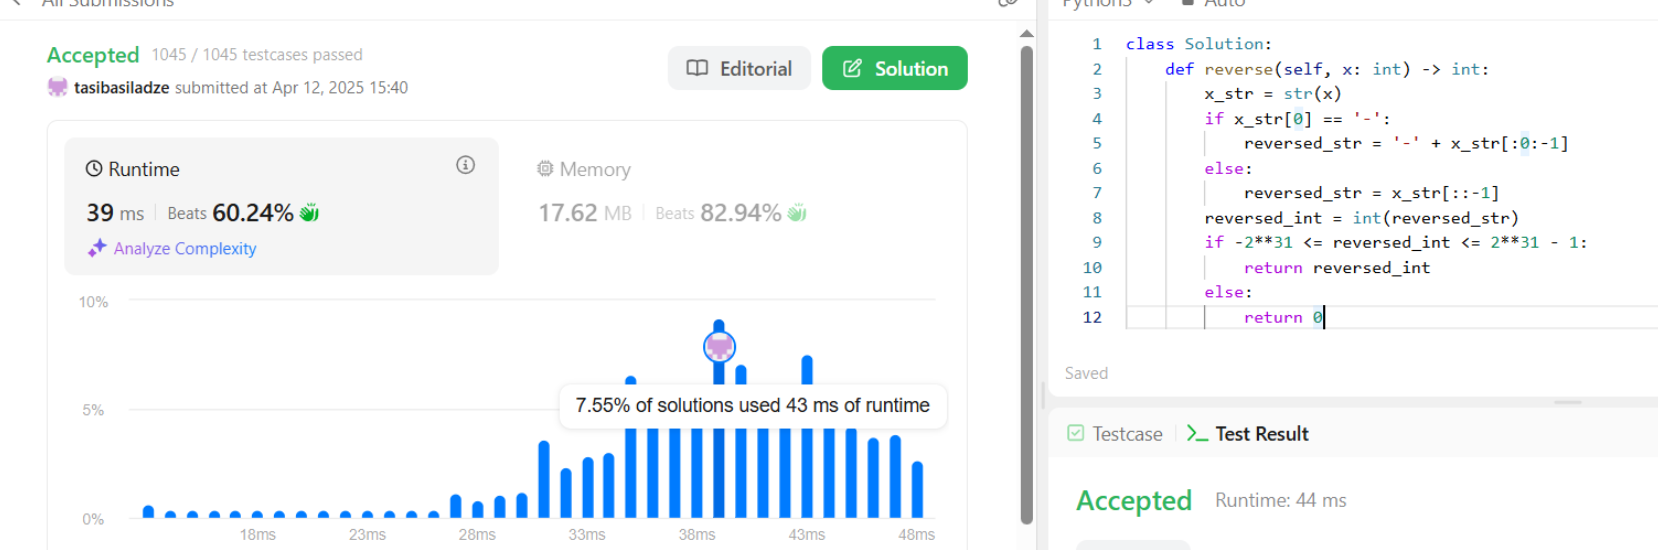 All Submissions
Accepted 1045 / 1045 testcases passed
tasibasiladze submitted at Apr 12, 2025 15:40
Editorial
Solution
Runtime
39 ms Beats 60.24%
Analyze Complexity
Memory
17.62 MB Beats 82.94%
10%
5%
0%
7.55% of solutions used 43 ms of runtime
18ms 23ms 28ms 33ms 38ms 43ms 48ms
Python3 Auto
1 class Solution:
2     def reverse(self, x: int) -> int:
3         x_str = str(x)
4         if x_str[0] == '-':
5             reversed_str = '-' + x_str[:0:-1]
6         else:
7             reversed_str = x_str[::-1]
8         reversed_int = int(reversed_str)
9         if -2**31 <= reversed_int <= 2**31 - 1:
10             return reversed_int
11         else:
12             return 0
Saved
Testcase Test Result
Accepted Runtime: 44 ms